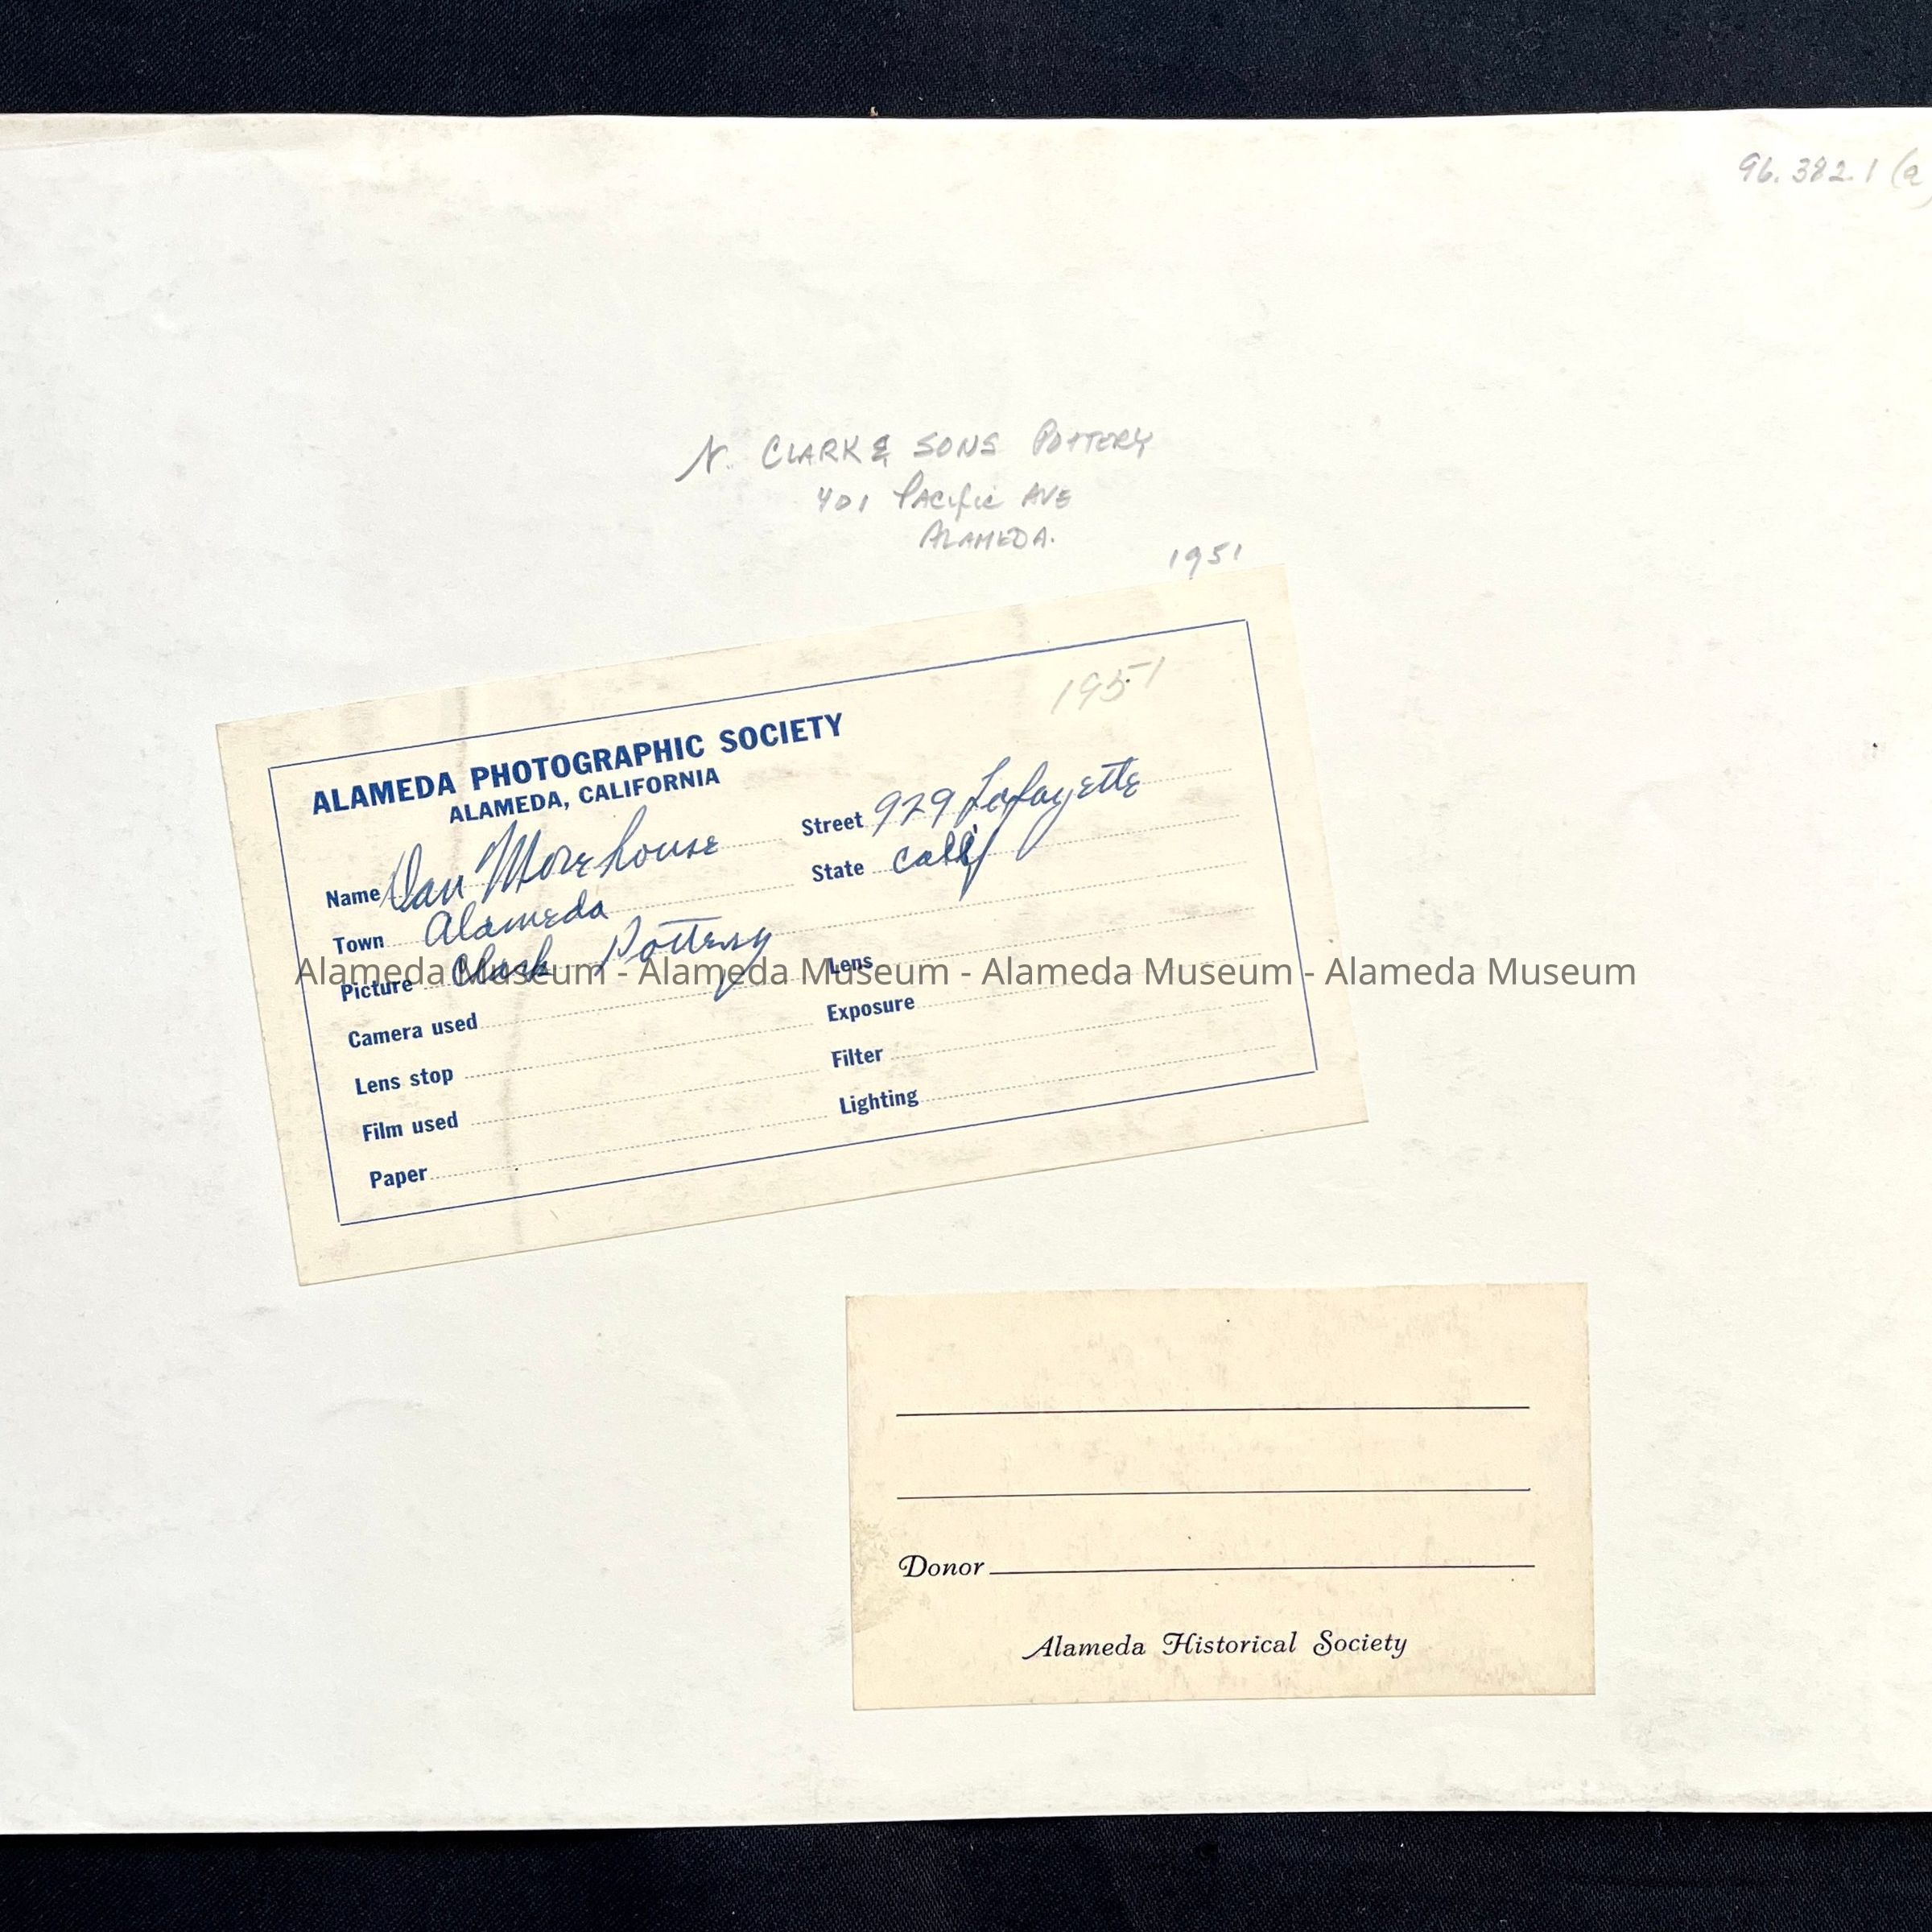 96.382.1 (a
N. CLARK & SONS POTTERY
401 PACIFIC AVE
ALAMEDA.
1951
1951
ALAMEDA PHOTOGRAPHIC SOCIETY
ALAMEDA, CALIFORNIA
Name Dan Morehouse Street 929 Lafayette
Town Alameda State Calif
Picture Clark Pottery
Camera used Lens
Lens stop Exposure
Film used Filter
Paper Lighting
Alameda Museum - Alameda Museum - Alameda Museum - Alameda Museum
Donor
Alameda Historical Society